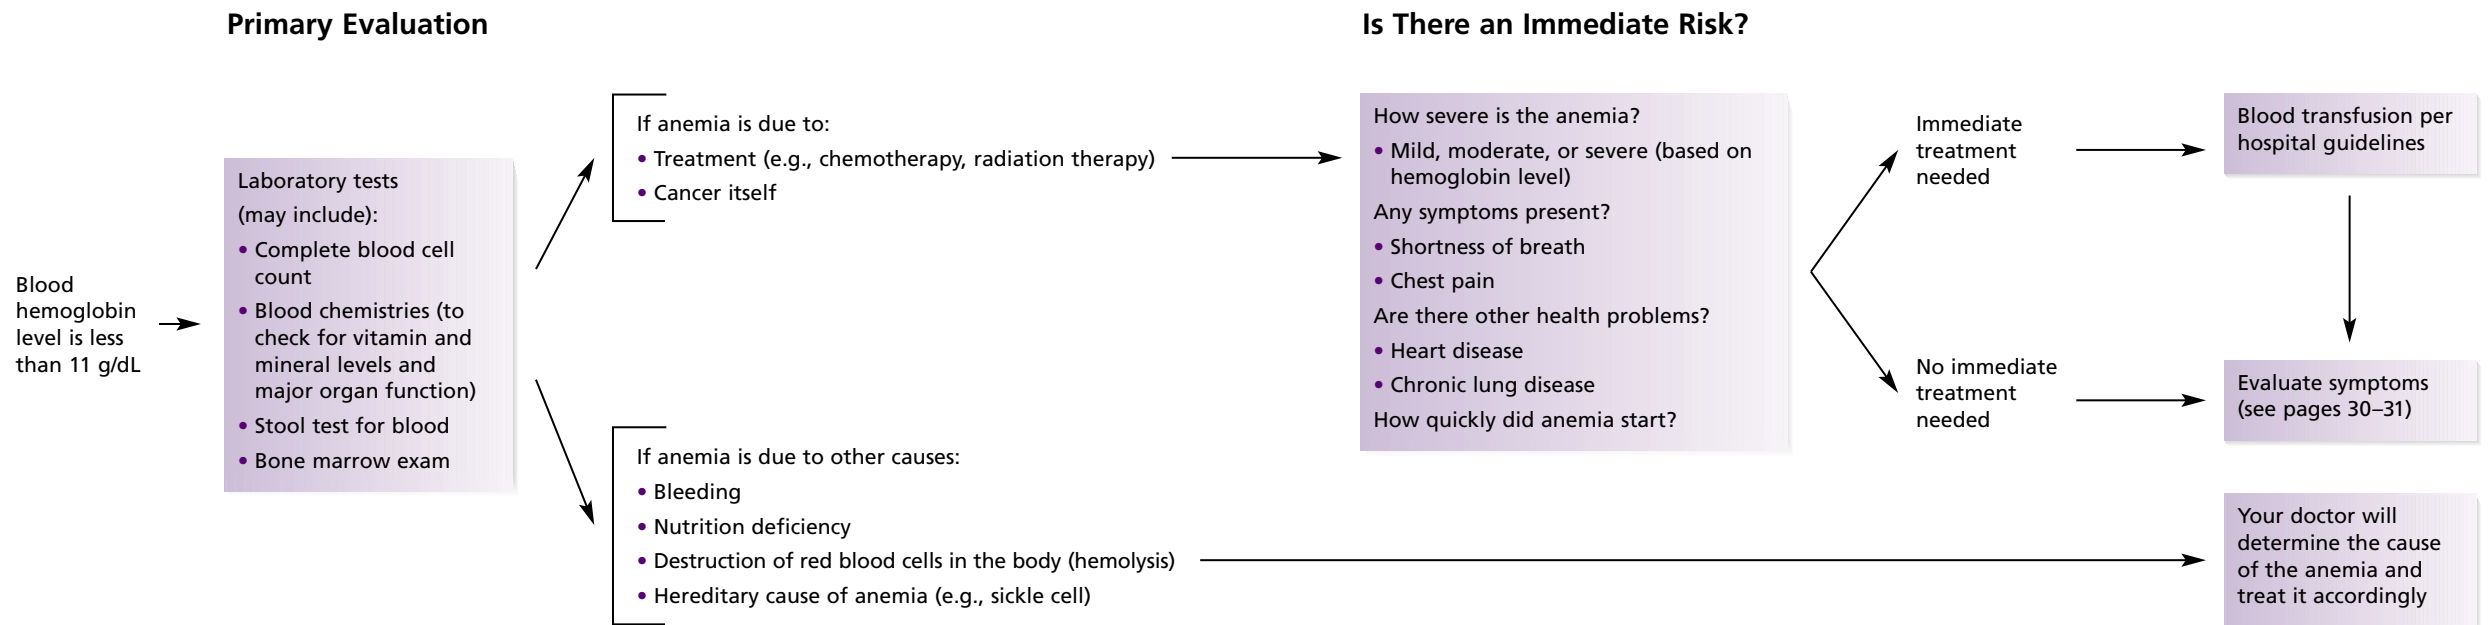 Primary Evaluation
Is There an Immediate Risk?
Blood
hemoglobin
level is less
than 11 g/dL
Laboratory tests
(may include):
• Complete blood cell
count
• Blood chemistries (to
check for vitamin and
mineral levels and
major organ function)
• Stool test for blood
• Bone marrow exam
If anemia is due to:
• Treatment (e.g., chemotherapy, radiation therapy)
• Cancer itself
If anemia is due to other causes:
• Bleeding
• Nutrition deficiency
• Destruction of red blood cells in the body (hemolysis)
• Hereditary cause of anemia (e.g., sickle cell)
How severe is the anemia?
• Mild, moderate, or severe (based on
hemoglobin level)
Any symptoms present?
• Shortness of breath
• Chest pain
Are there other health problems?
• Heart disease
• Chronic lung disease
How quickly did anemia start?
Immediate
treatment
needed
No immediate
treatment
needed
Blood transfusion per
hospital guidelines
Evaluate symptoms
(see pages 30–31)
Your doctor will
determine the cause
of the anemia and
treat it accordingly